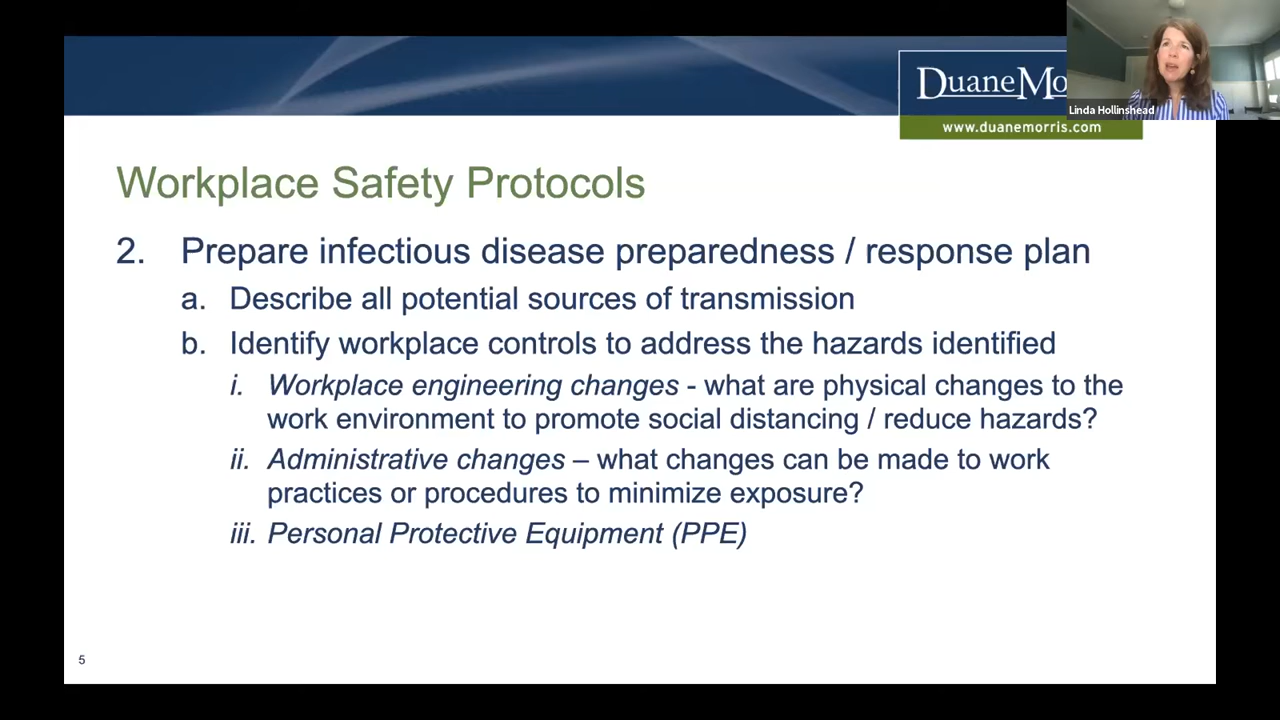 DuaneMo
Linda Hollinshead
www.duanemorris.com
Workplace Safety Protocols
2. Prepare infectious disease preparedness / response plan
a. Describe all potential sources of transmission
b. Identify workplace controls to address the hazards identified
i. Workplace engineering changes - what are physical changes to the
work environment to promote social distancing / reduce hazards?
ii. Administrative changes – what changes can be made to work
practices or procedures to minimize exposure?
iii. Personal Protective Equipment (PPE)
5